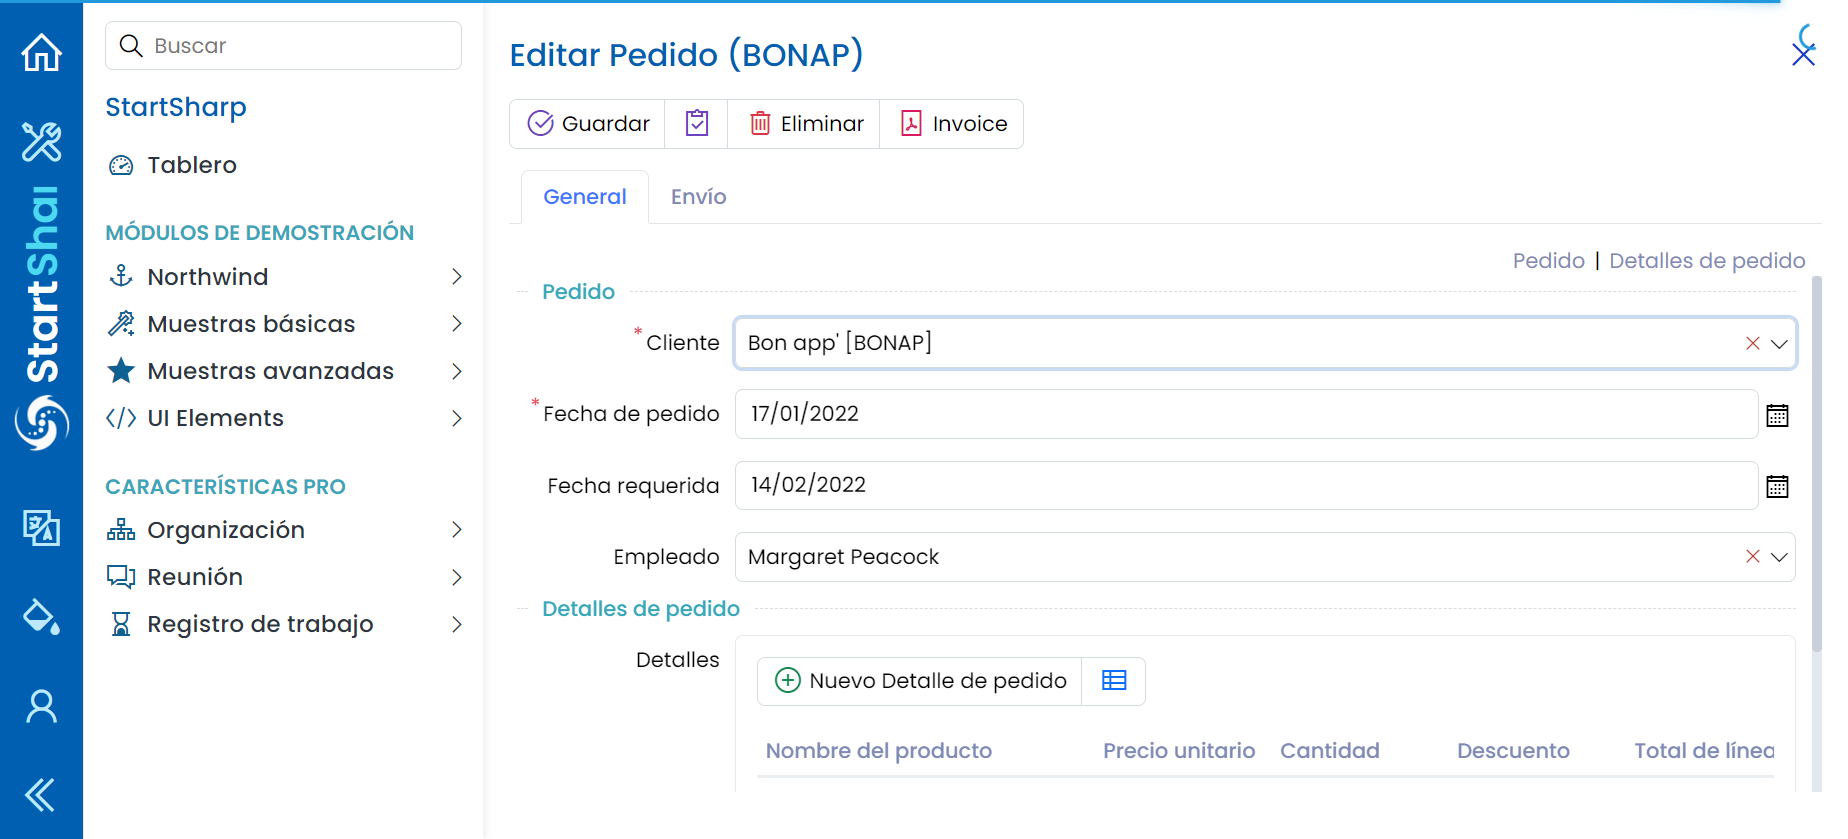 Buscar
StartSharp
Tablero
MÓDULOS DE DEMOSTRACIÓN
Northwind
Muestras básicas
Muestras avanzadas
UI Elements
CARACTERÍSTICAS PRO
Organización
Reunión
Registro de trabajo
StartShar
Editar Pedido (BONAP)
Guardar
Eliminar
Invoice
General
Envío
Pedido | Detalles de pedido
Pedido
* Cliente
Bon app' [BONAP]
* Fecha de pedido
17/01/2022
Fecha requerida
14/02/2022
Empleado
Margaret Peacock
Detalles de pedido
Detalles
Nuevo Detalle de pedido
Nombre del producto
Precio unitario
Cantidad
Descuento
Total de línea